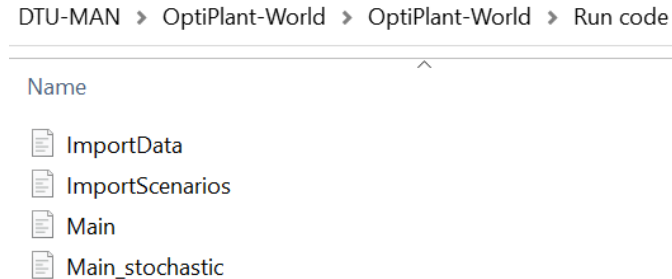 DTU-MAN > OptiPlant-World > OptiPlant-World > Run code
Name
ImportData
ImportScenarios
Main
Main_stochastic